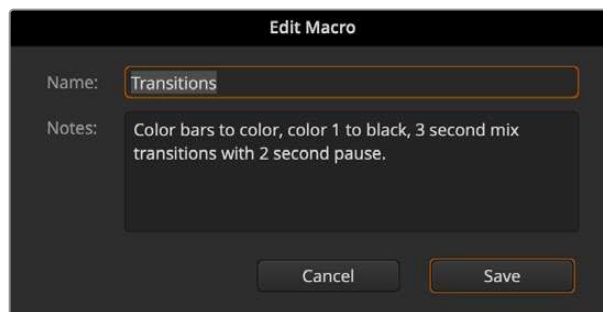 Edit Macro
Name: Transitions
Notes: Color bars to color, color 1 to black, 3 second mix
transitions with 2 second pause.
Cancel Save